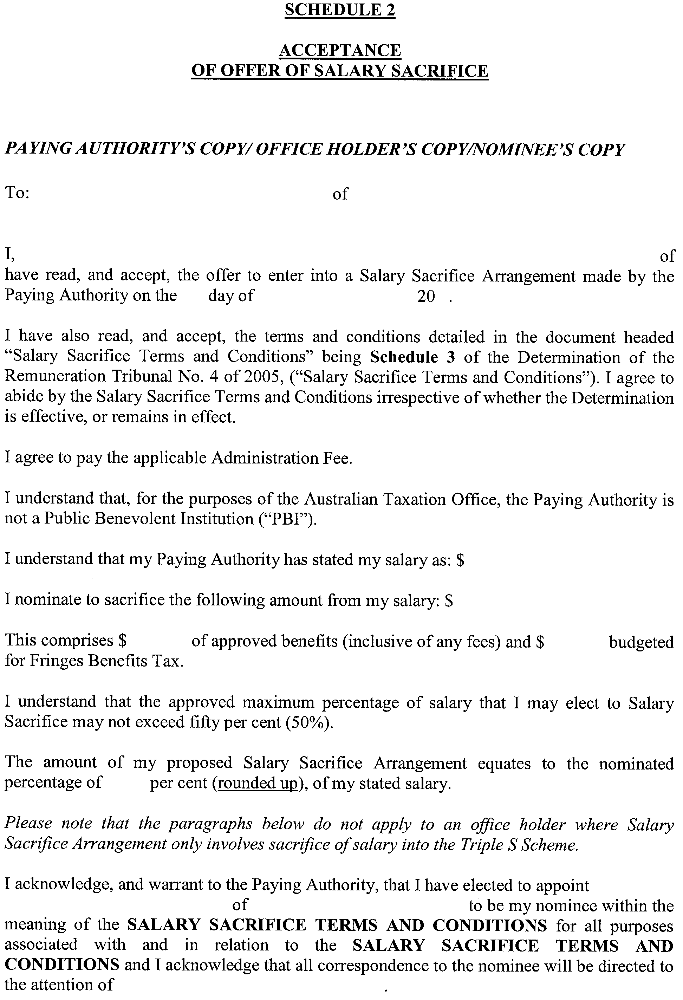 SCHEDULE 2
ACCEPTANCE
OF OFFER OF SALARY SACRIFICE
PAYING AUTHORITY'S COPY/ OFFICE HOLDER'S COPY/NOMINEE'S COPY
To: of
I, of
have read, and accept, the offer to enter into a Salary Sacrifice Arrangement made by the
Paying Authority on the day of 20 .
I have also read, and accept, the terms and conditions detailed in the document headed
“Salary Sacrifice Terms and Conditions” being Schedule 3 of the Determination of the
Remuneration Tribunal No. 4 of 2005, (“Salary Sacrifice Terms and Conditions”). I agree to
abide by the Salary Sacrifice Terms and Conditions irrespective of whether the Determination
is effective, or remains in effect.
I agree to pay the applicable Administration Fee.
I understand that, for the purposes of the Australian Taxation Office, the Paying Authority is
not a Public Benevolent Institution (“PBI”).
I understand that my Paying Authority has stated my salary as: $
I nominate to sacrifice the following amount from my salary: $
This comprises $ of approved benefits (inclusive of any fees) and $ budgeted
for Fringes Benefits Tax.
I understand that the approved maximum percentage of salary that I may elect to Salary
Sacrifice may not exceed fifty per cent (50%).
The amount of my proposed Salary Sacrifice Arrangement equates to the nominated
percentage of per cent (rounded up), of my stated salary.
Please note that the paragraphs below do not apply to an office holder where Salary
Sacrifice Arrangement only involves sacrifice of salary into the Triple S Scheme.
I acknowledge, and warrant to the Paying Authority, that I have elected to appoint
of to be my nominee within the
meaning of the SALARY SACRIFICE TERMS AND CONDITIONS for all purposes
associated with and in relation to the SALARY SACRIFICE TERMS AND
CONDITIONS and I acknowledge that all correspondence to the nominee will be directed to
the attention of .